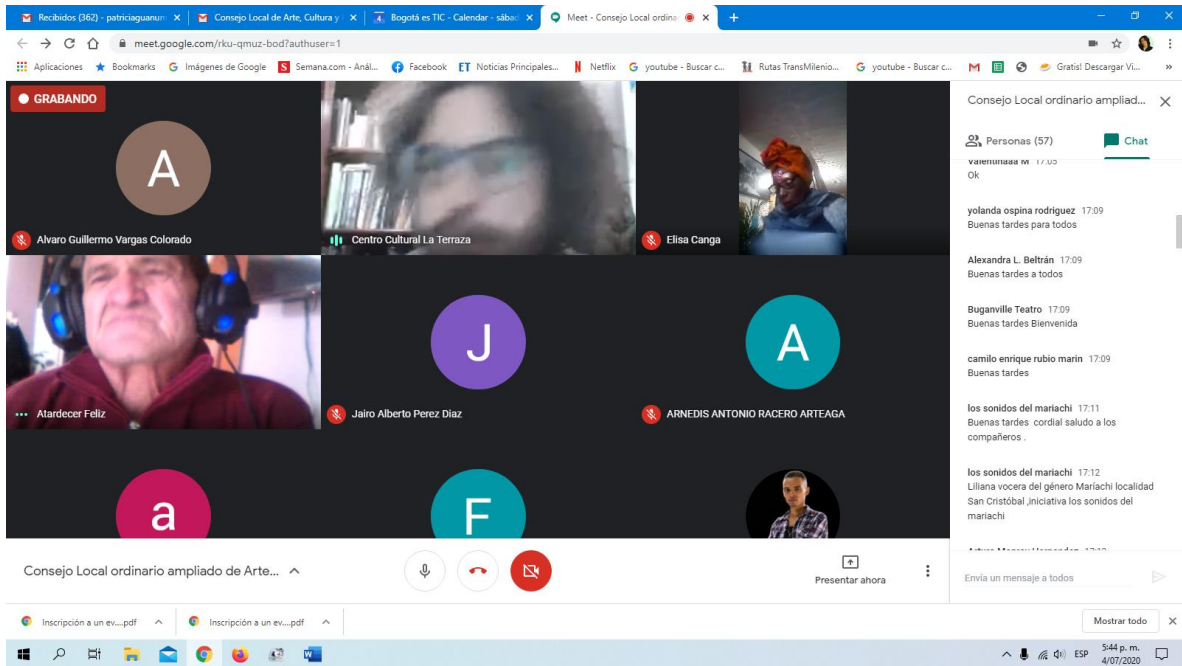 Recibidos (362) - patriciaguanum
Consejo Local de Arte, Cultura y
Bogotá es TIC - Calendar - sábad
Meet - Consejo Local ordina
meet.google.com/rku-qmuz-bod?authuser=1
Aplicaciones
Bookmarks
Imágenes de Google
Semana.com - Anál...
Facebook
Noticias Principales...
Netflix
youtube - Buscar c...
Rutas TransMilenio...
youtube - Buscar c...
Gratis! Descargar Vi...
GRABANDO
A
Alvaro Guillermo Vargas Colorado
Centro Cultural La Terraza
Elisa Canga
Atardecer Feliz
J
Jairo Alberto Perez Diaz
A
ARNEDIS ANTONIO RACERO ARTEAGA
a
F
Consejo Local ordinario ampliad...
Personas (57)
Chat
Valentinaaa M 17:05
Ok
yolanda ospina rodriguez 17:09
Buenas tardes para todos
Alexandra L. Beltrán 17:09
Buenas tardes a todos
Buganville Teatro 17:09
Buenas tardes Bienvenida
camilo enrique rubio marin 17:09
Buenas tardes
los sonidos del mariachi 17:11
Buenas tardes cordial saludo a los
compañeros .
los sonidos del mariachi 17:12
Liliana vocera del género Maríachi localidad
San Cristóbal ,iniciativa los sonidos del
mariachi
Envía un mensaje a todos
Consejo Local ordinario ampliado de Arte...
Presentar ahora
Inscripción a un ev....pdf
Inscripción a un ev....pdf
Mostrar todo
ESP
5:44 p. m.
4/07/2020